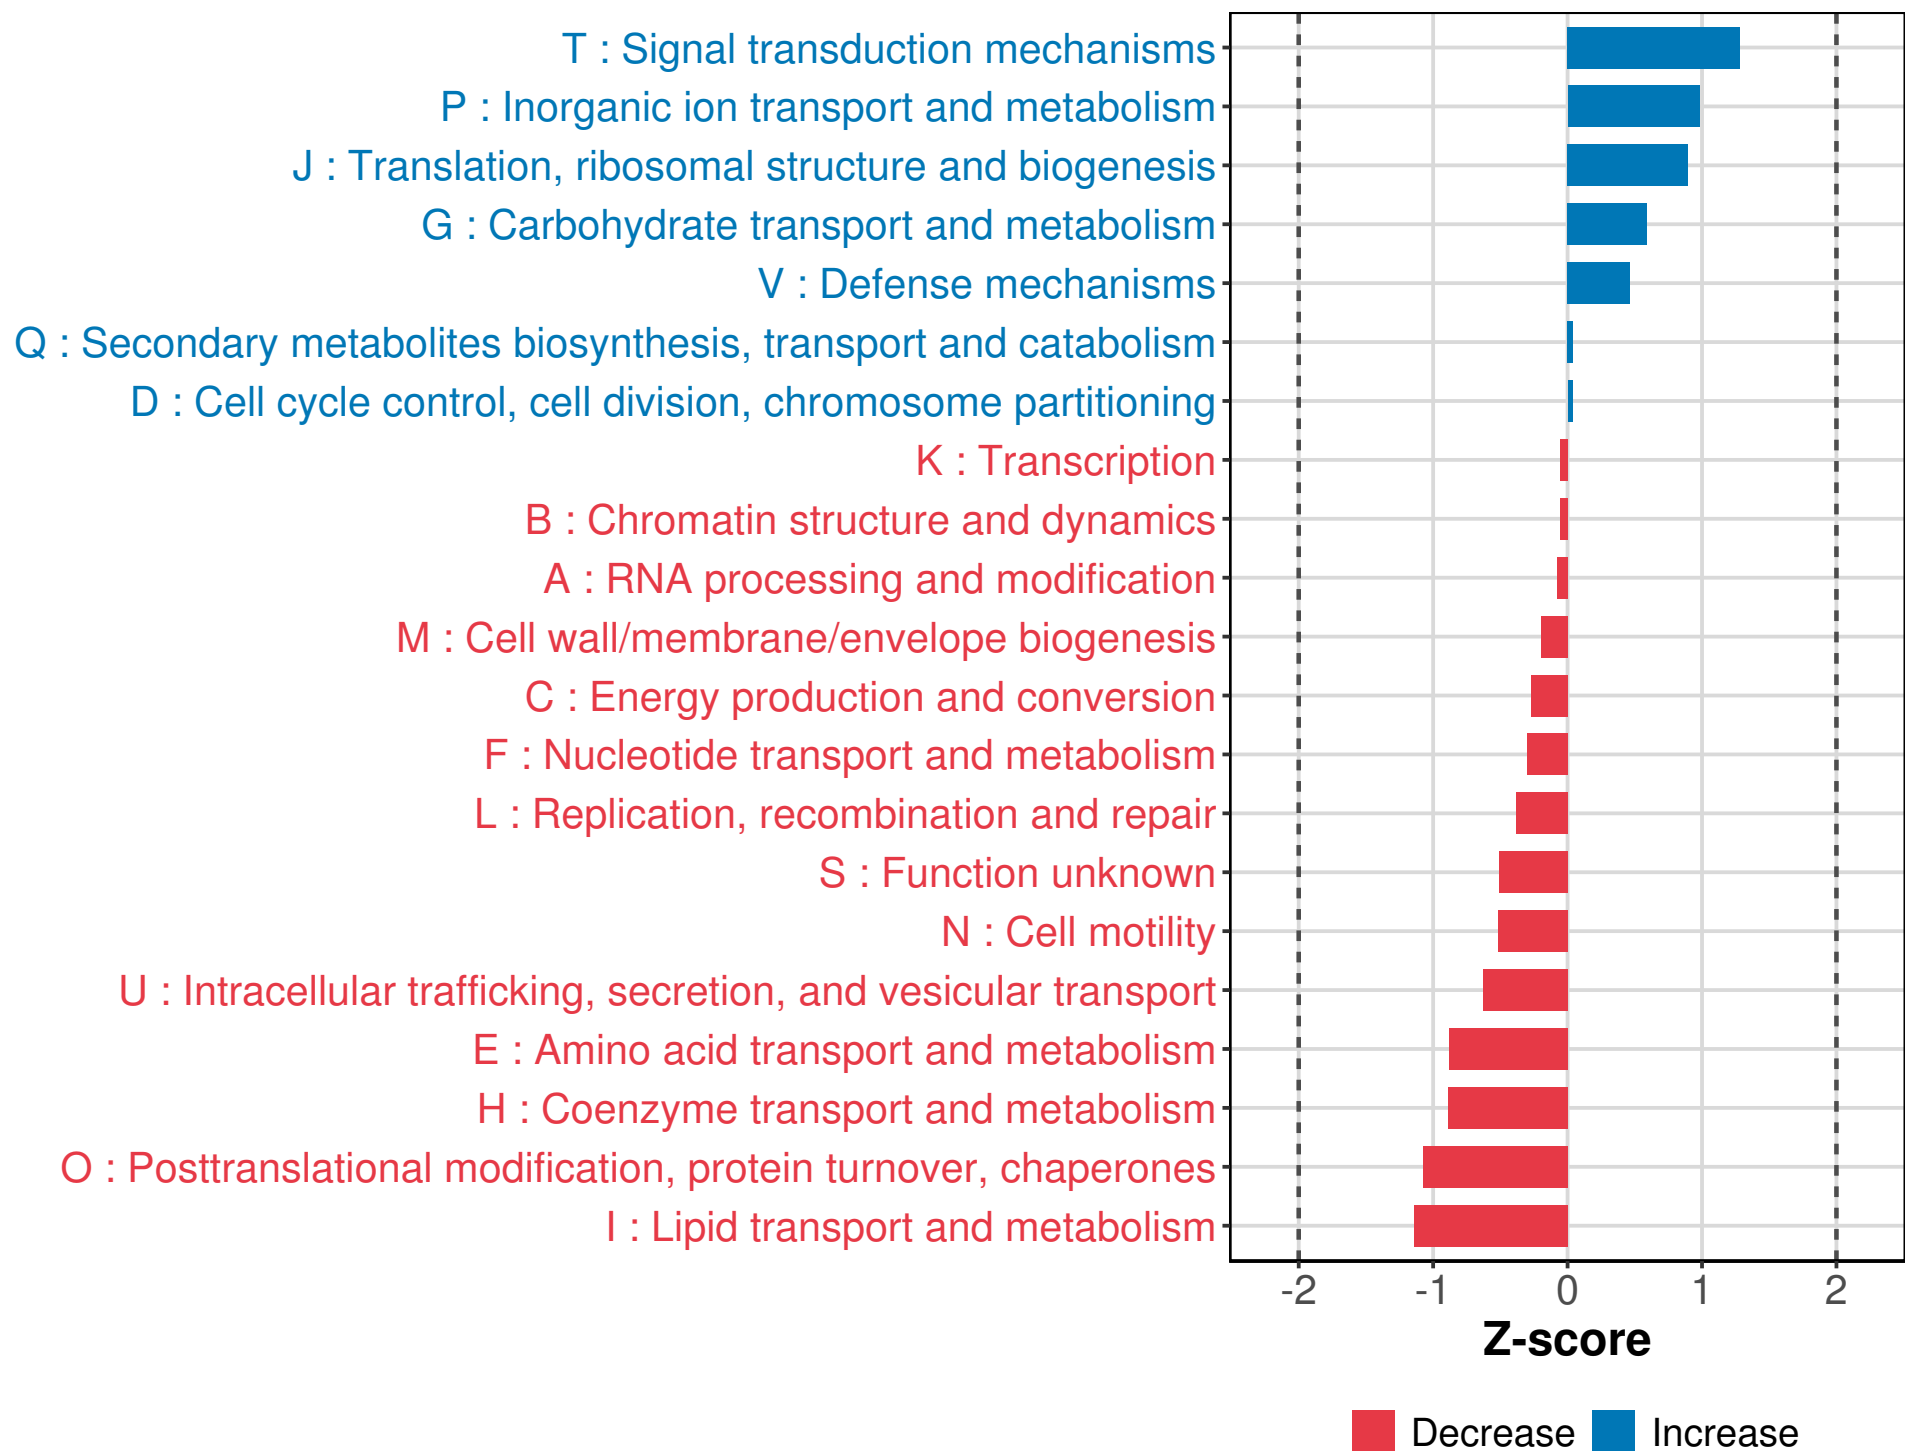 T : Signal transduction mechanisms
P : Inorganic ion transport and metabolism
J : Translation, ribosomal structure and biogenesis
G : Carbohydrate transport and metabolism
V : Defense mechanisms
Q : Secondary metabolites biosynthesis, transport and catabolism
D : Cell cycle control, cell division, chromosome partitioning
K : Transcription
B : Chromatin structure and dynamics
A : RNA processing and modification
M : Cell wall/membrane/envelope biogenesis
C : Energy production and conversion
F : Nucleotide transport and metabolism
L : Replication, recombination and repair
S : Function unknown
N : Cell motility
U : Intracellular trafficking, secretion, and vesicular transport
E : Amino acid transport and metabolism
H : Coenzyme transport and metabolism
O : Posttranslational modification, protein turnover, chaperones
I : Lipid transport and metabolism
-2 -1 0 1 2
Z-score
Decrease Increase